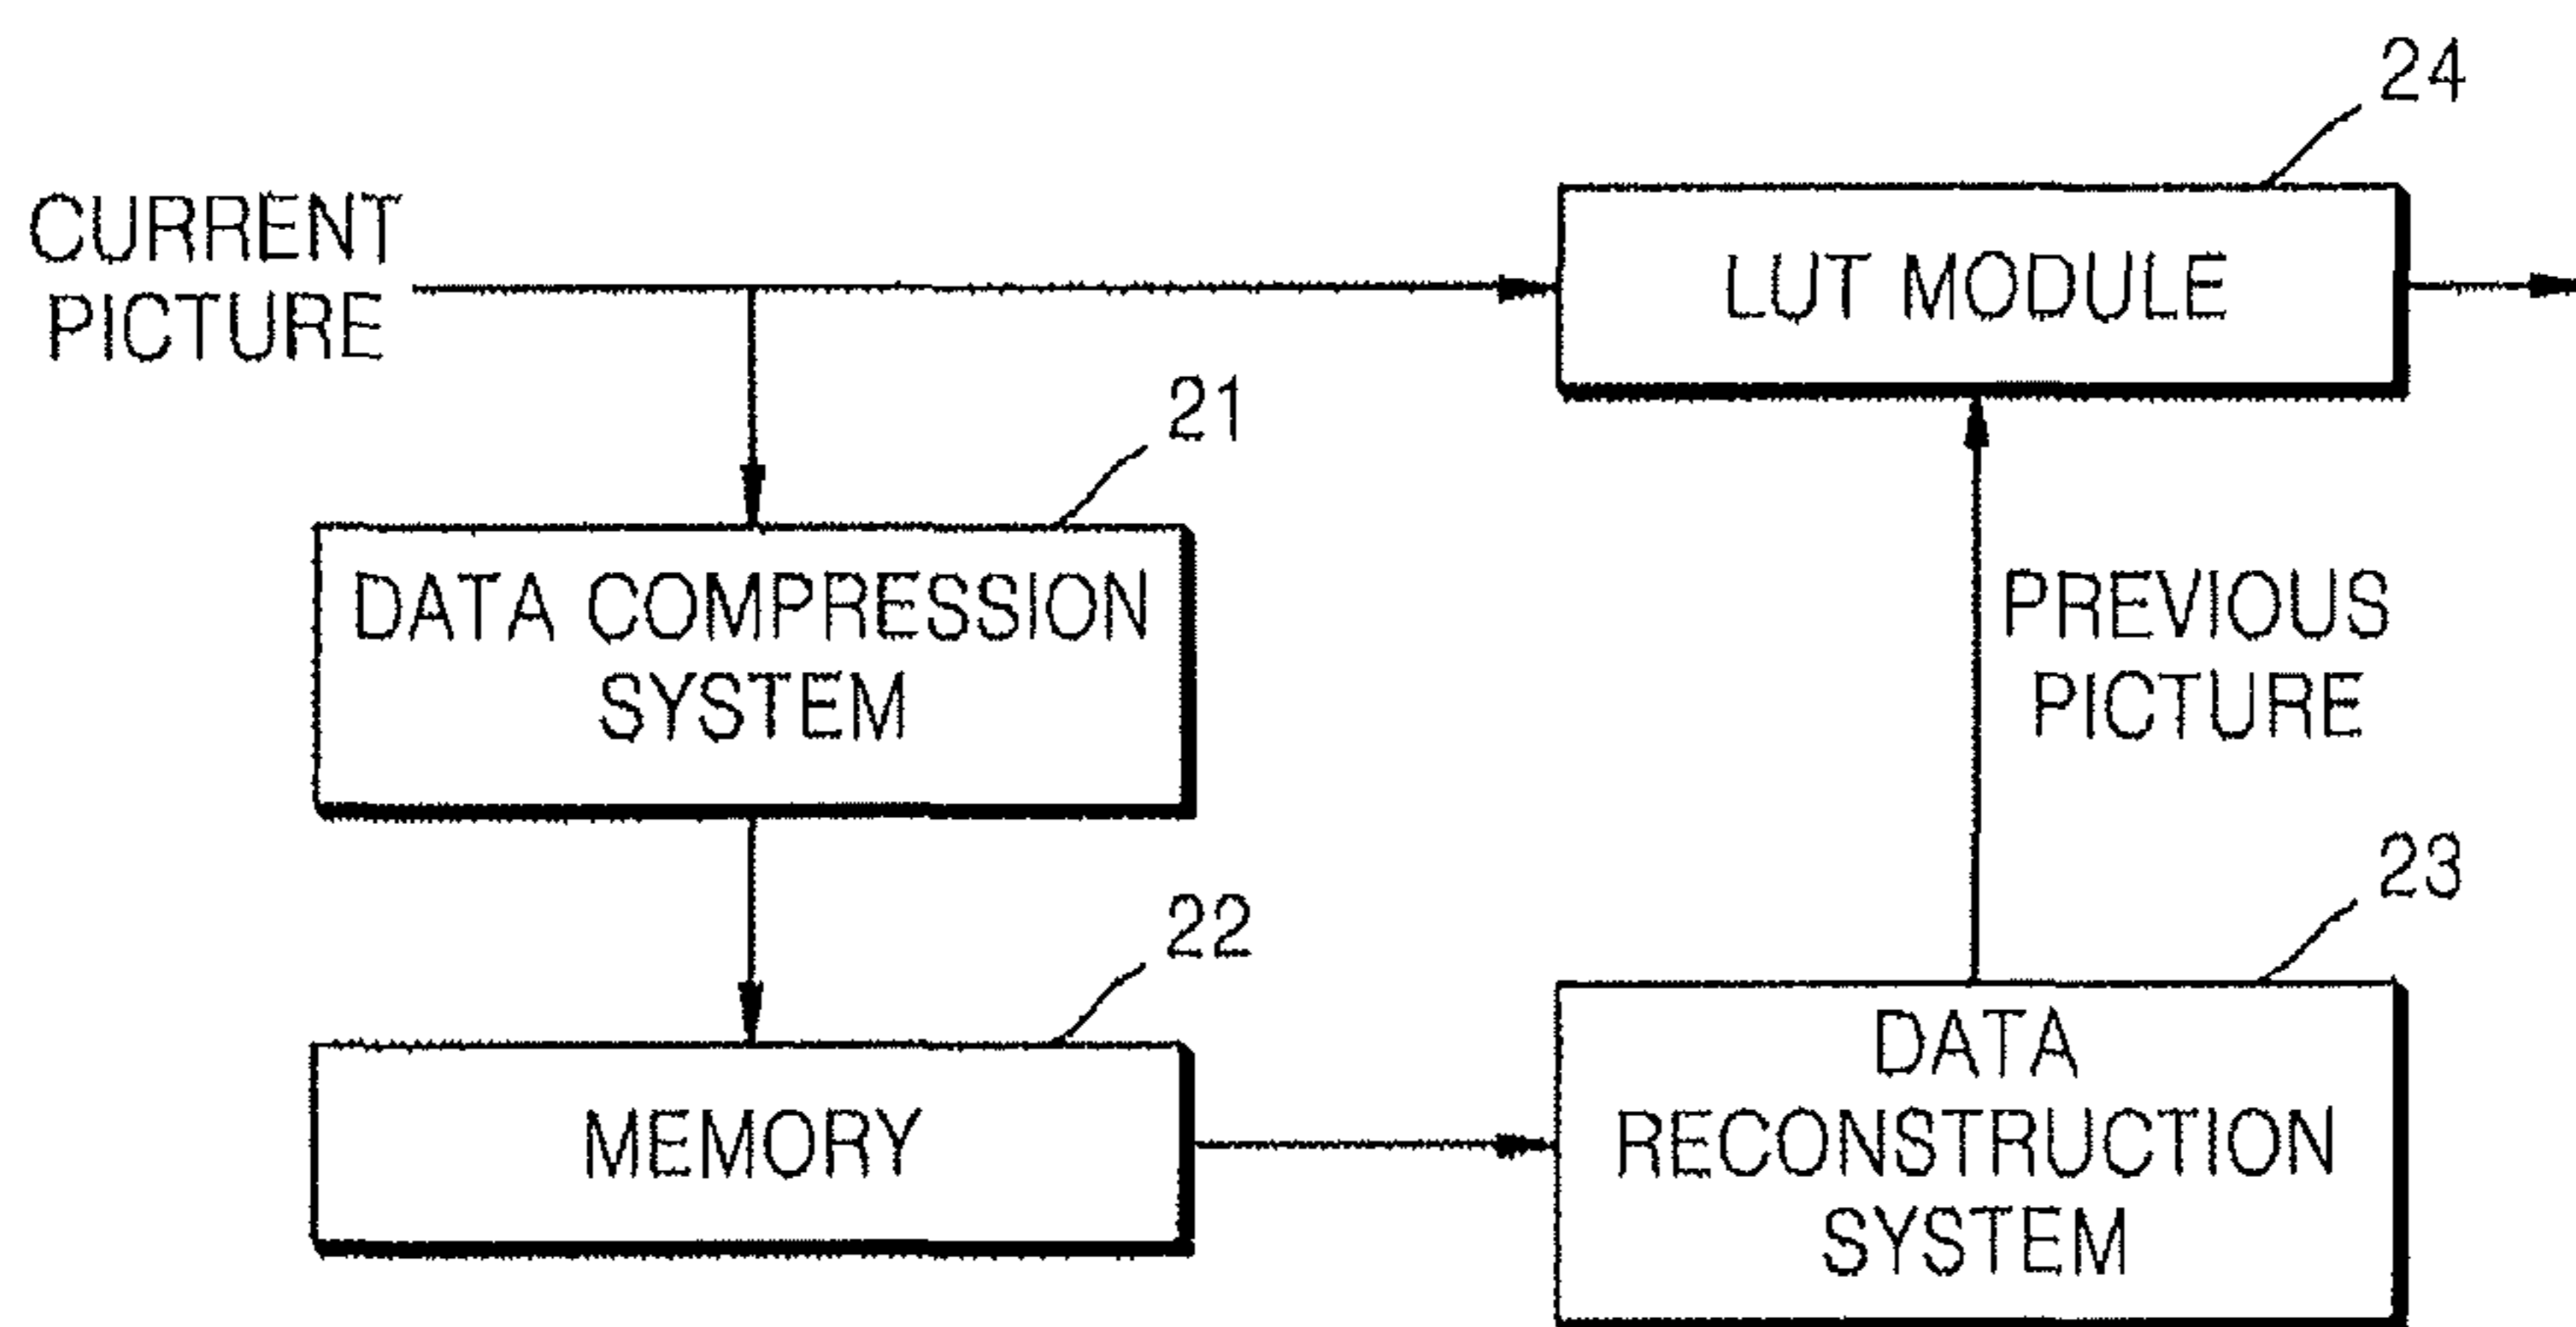 24
CURRENT
PICTURE
LUT MODULE
21
DATA COMPRESSION
SYSTEM
PREVIOUS
PICTURE
23
22
DATA
RECONSTRUCTION
SYSTEM
MEMORY